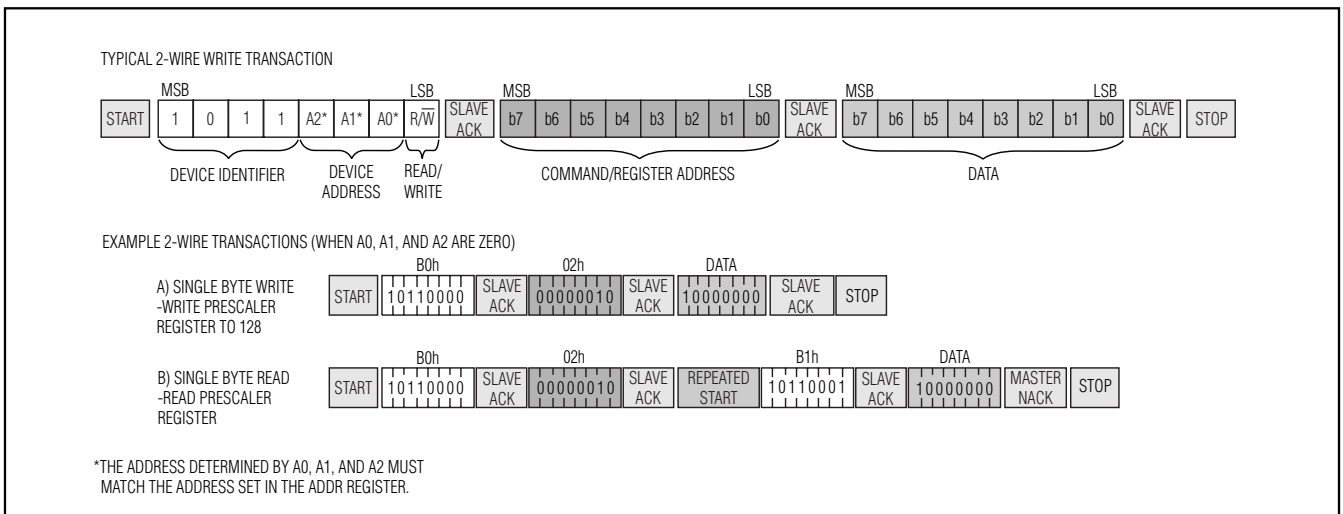 TYPICAL 2-WIRE WRITE TRANSACTION
MSB LSB MSB LSB MSB LSB
START 1 0 1 1 A2* A1* A0* R/W̅ SLAVE ACK b7 b6 b5 b4 b3 b2 b1 b0 SLAVE ACK b7 b6 b5 b4 b3 b2 b1 b0 SLAVE ACK STOP
DEVICE IDENTIFIER DEVICE ADDRESS READ/WRITE COMMAND/REGISTER ADDRESS DATA
EXAMPLE 2-WIRE TRANSACTIONS (WHEN A0, A1, AND A2 ARE ZERO)
B0h 02h DATA
A) SINGLE BYTE WRITE
-WRITE PRESCALER
REGISTER TO 128
START 10110000 SLAVE ACK 00000010 SLAVE ACK 10000000 SLAVE ACK STOP
B0h 02h B1h DATA
B) SINGLE BYTE READ
-READ PRESCALER
REGISTER
START 10110000 SLAVE ACK 00000010 SLAVE ACK REPEATED START 10110001 SLAVE ACK 10000000 MASTER NACK STOP
*THE ADDRESS DETERMINED BY A0, A1, AND A2 MUST
MATCH THE ADDRESS SET IN THE ADDR REGISTER.